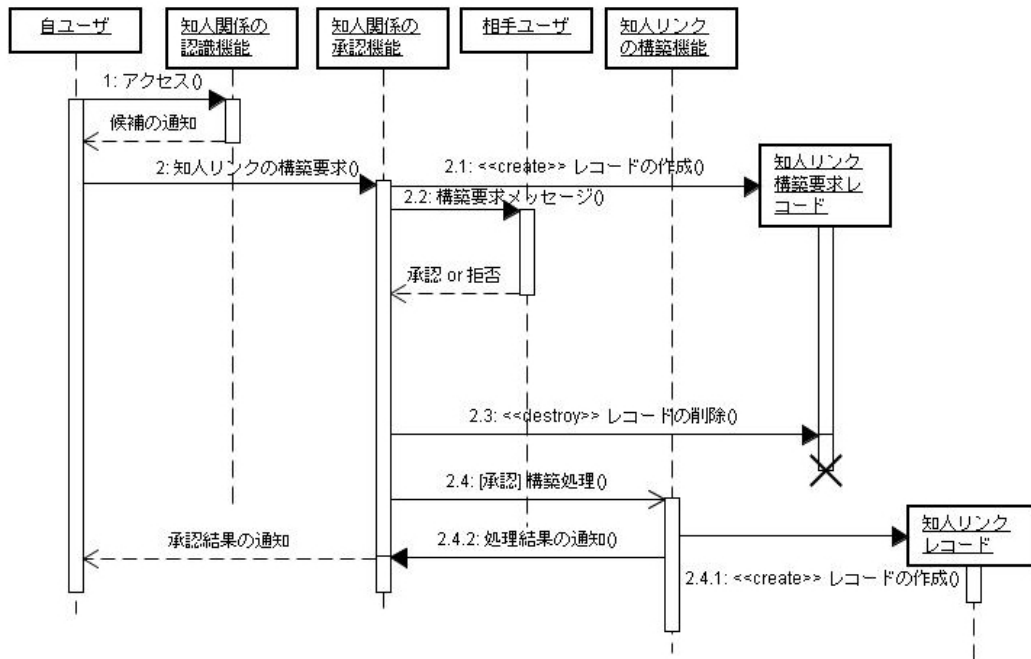 自ユーザ
知人関係の
認識機能
知人関係の
承認機能
相手ユーザ
知人リンク
の構築機能
1: アクセス()
候補の通知
2: 知人リンクの構築要求()
2.1: <<create>> レコードの作成()
知人リンク
構築要求レ
コード
2.2: 構築要求メッセージ()
承認 or 拒否
2.3: <<destroy>> レコードの削除()
2.4: [承認] 構築処理()
知人リンク
レコード
承認結果の通知
2.4.2: 処理結果の通知()
2.4.1: <<create>> レコードの作成()